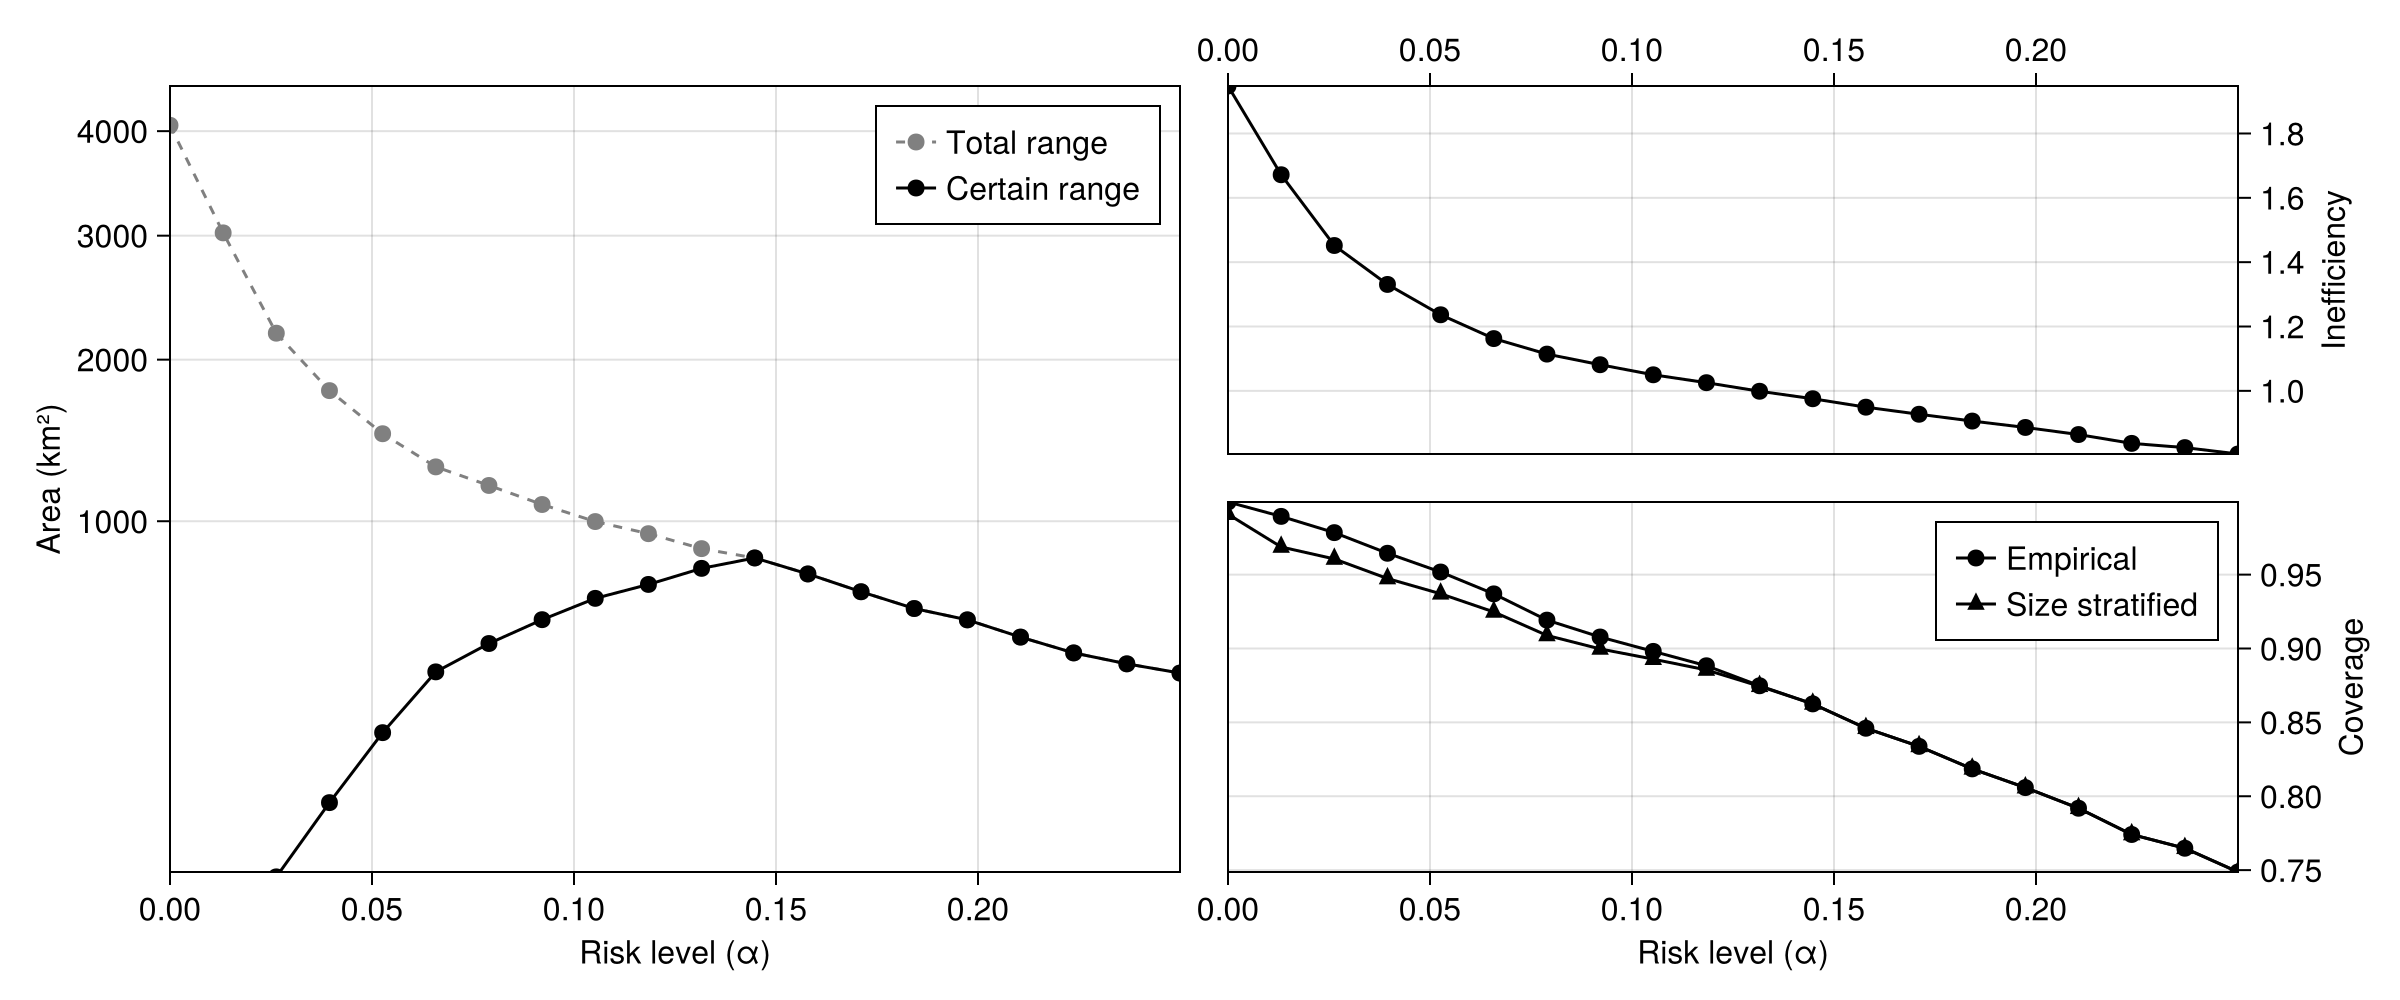 4000
3000
2000
1000
Area (km²)
Total range
Certain range
0.00 0.05 0.10 0.15 0.20
Risk level (α)
0.00 0.05 0.10 0.15 0.20
1.8
1.6
1.4
1.2
1.0
Inefficiency
Empirical
Size stratified
0.95
0.90
0.85
0.80
0.75
Coverage
0.00 0.05 0.10 0.15 0.20
Risk level (α)